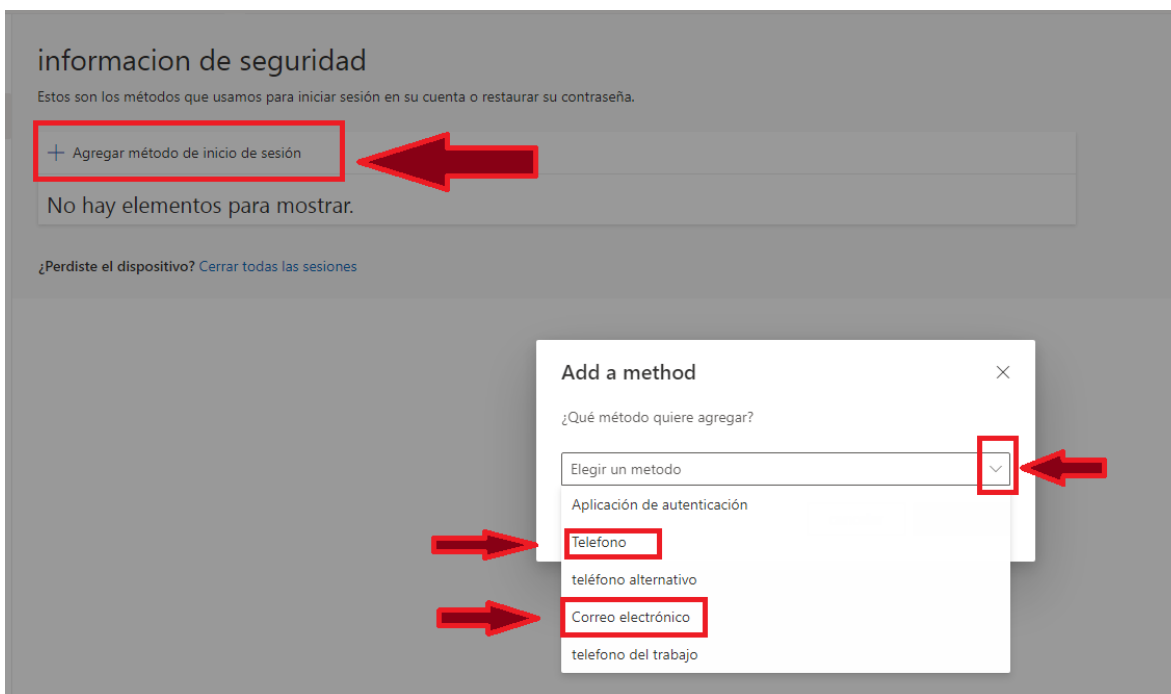 informacion de seguridad
Estos son los métodos que usamos para iniciar sesión en su cuenta o restaurar su contraseña.
+ Agregar método de inicio de sesión
No hay elementos para mostrar.
¿Perdiste el dispositivo? Cerrar todas las sesiones
Add a method
¿Qué método quiere agregar?
Elegir un metodo
Aplicación de autenticación
Telefono
teléfono alternativo
Correo electrónico
telefono del trabajo